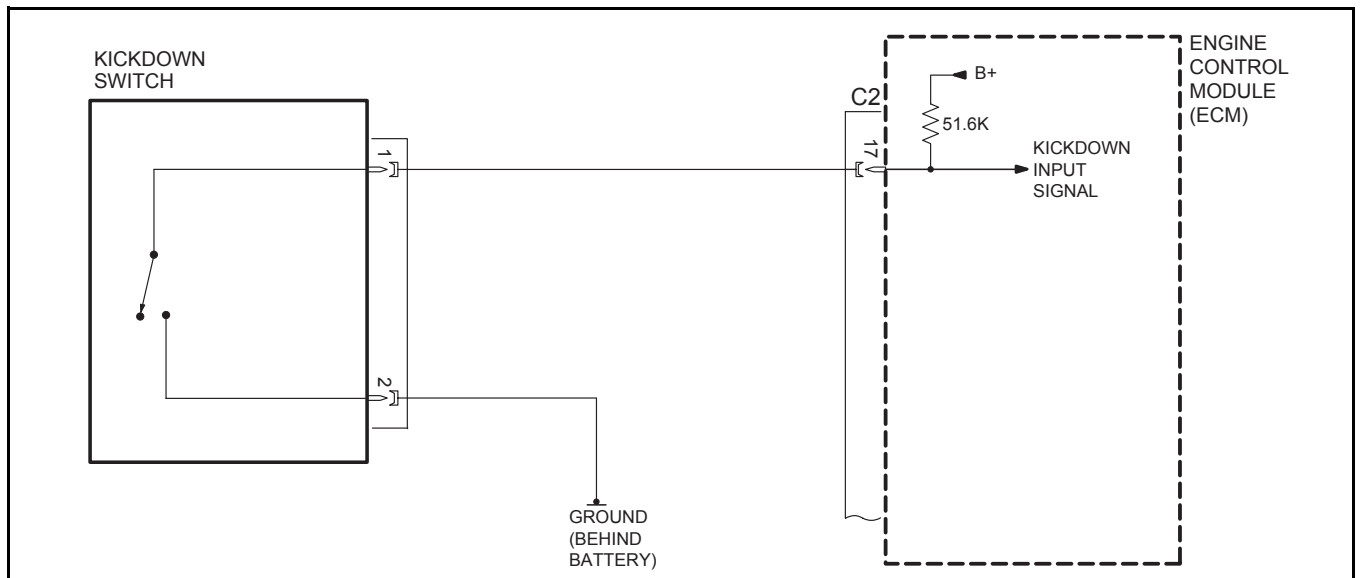 KICKDOWN
SWITCH
1
2
GROUND
(BEHIND
BATTERY)
C2
17
B+
51.6K
KICKDOWN
INPUT
SIGNAL
ENGINE
CONTROL
MODULE
(ECM)